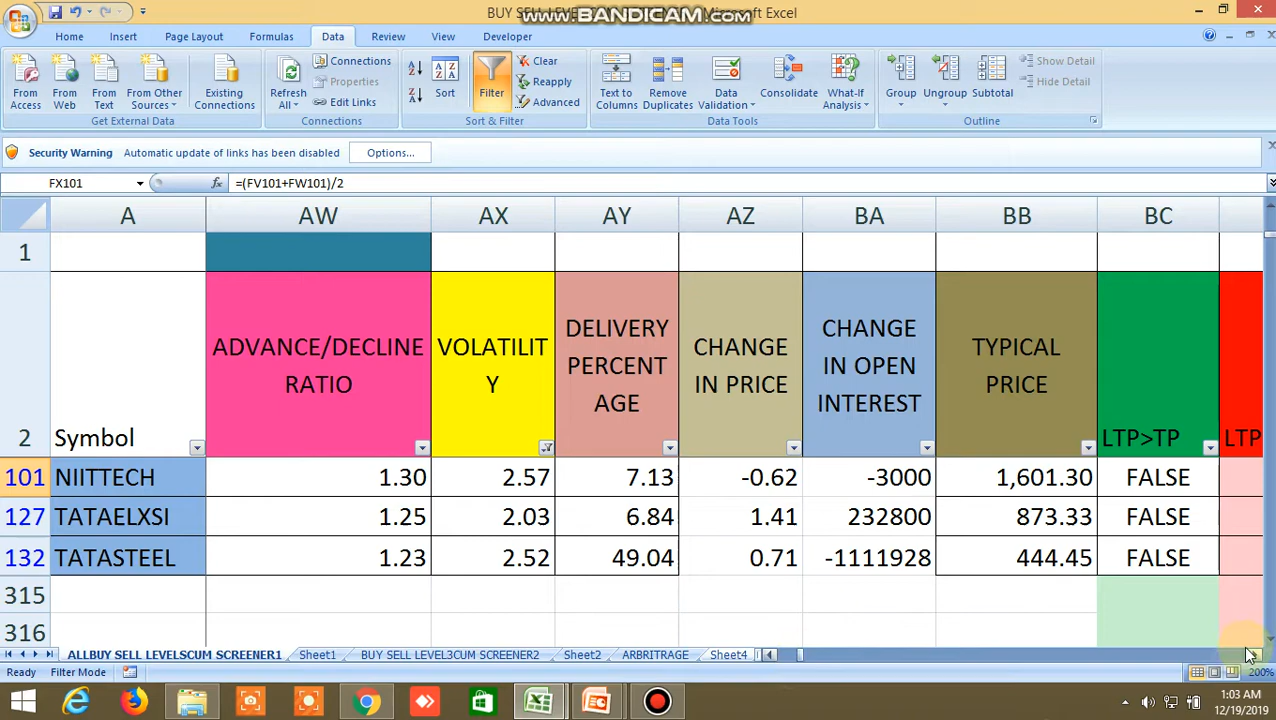 BUY SELL LEVE
www.BANDICAM.com
Microsoft Excel
Home Insert Page Layout Formulas Data Review View Developer
From Access
From Web
From Text
From Other Sources
Existing Connections
Get External Data
Refresh All
Connections
Properties
Edit Links
Connections
Sort
Filter
Clear
Reapply
Advanced
Sort & Filter
Text to Columns
Remove Duplicates
Data Validation
Consolidate
What-If Analysis
Data Tools
Group
Ungroup
Subtotal
Show Detail
Hide Detail
Outline
Security Warning Automatic update of links has been disabled Options...
FX101 fx =(FV101+FW101)/2
A AW AX AY AZ BA BB BC
1
2 Symbol
ADVANCE/DECLINE RATIO
VOLATILIT
Y
DELIVERY
PERCENT
AGE
CHANGE
IN PRICE
CHANGE
IN OPEN
INTEREST
TYPICAL
PRICE
LTP>TP
LTP
101 NIITTECH 1.30 2.57 7.13 -0.62 -3000 1,601.30 FALSE
127 TATAELXSI 1.25 2.03 6.84 1.41 232800 873.33 FALSE
132 TATASTEEL 1.23 2.52 49.04 0.71 -1111928 444.45 FALSE
315
316
ALLBUY SELL LEVELSCUM SCREENER1 Sheet1 BUY SELL LEVEL3CUM SCREENER2 Sheet2 ARBRITRAGE Sheet4
Ready Filter Mode 200%
1:03 AM
12/19/2019